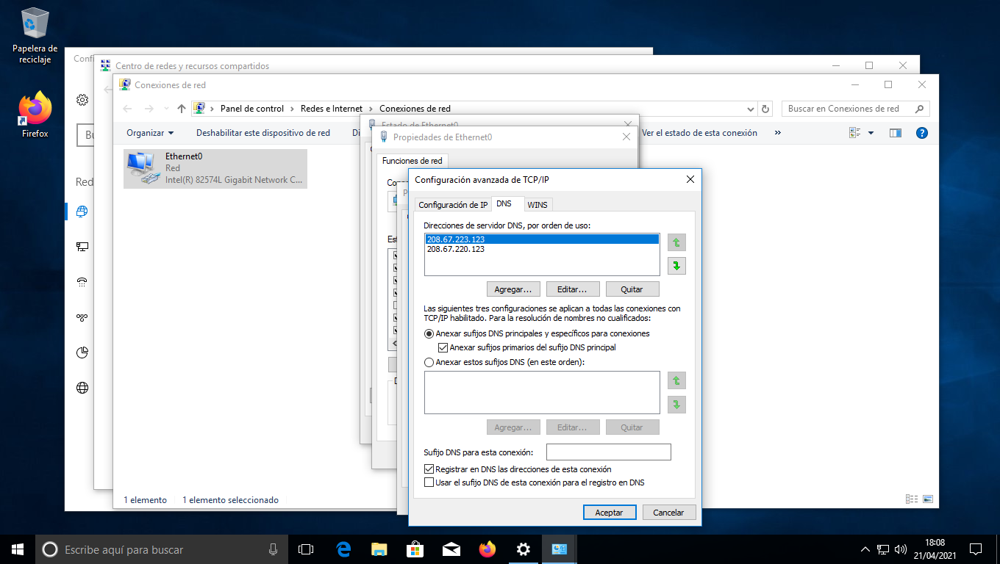 Papelera de
reciclaje
Firefox
Conf
Centro de redes y recursos compartidos
Conexiones de red
Panel de control
Redes e Internet
Conexiones de red
Buscar en Conexiones de red
Organizar
Deshabilitar este dispositivo de red
Di
Ver el estado de esta conexión
»
Red
Ethernet0
Red
Intel(R) 82574L Gigabit Network C...
Estado de Ethernet0
Propiedades de Ethernet0
Funciones de red
Configuración avanzada de TCP/IP
Configuración de IP
DNS
WINS
Direcciones de servidor DNS, por orden de uso:
208.67.223.123
208.67.220.123
Agregar...
Editar...
Quitar
Las siguientes tres configuraciones se aplican a todas las conexiones con
TCP/IP habilitado. Para la resolución de nombres no cualificados:
Anexar sufijos DNS principales y específicos para conexiones
Anexar sufijos primarios del sufijo DNS principal
Anexar estos sufijos DNS (en este orden):
Agregar...
Editar...
Quitar
Sufijo DNS para esta conexión:
Registrar en DNS las direcciones de esta conexión
Usar el sufijo DNS de esta conexión para el registro en DNS
Aceptar
Cancelar
1 elemento
1 elemento seleccionado
Escribe aquí para buscar
18:08
21/04/2021